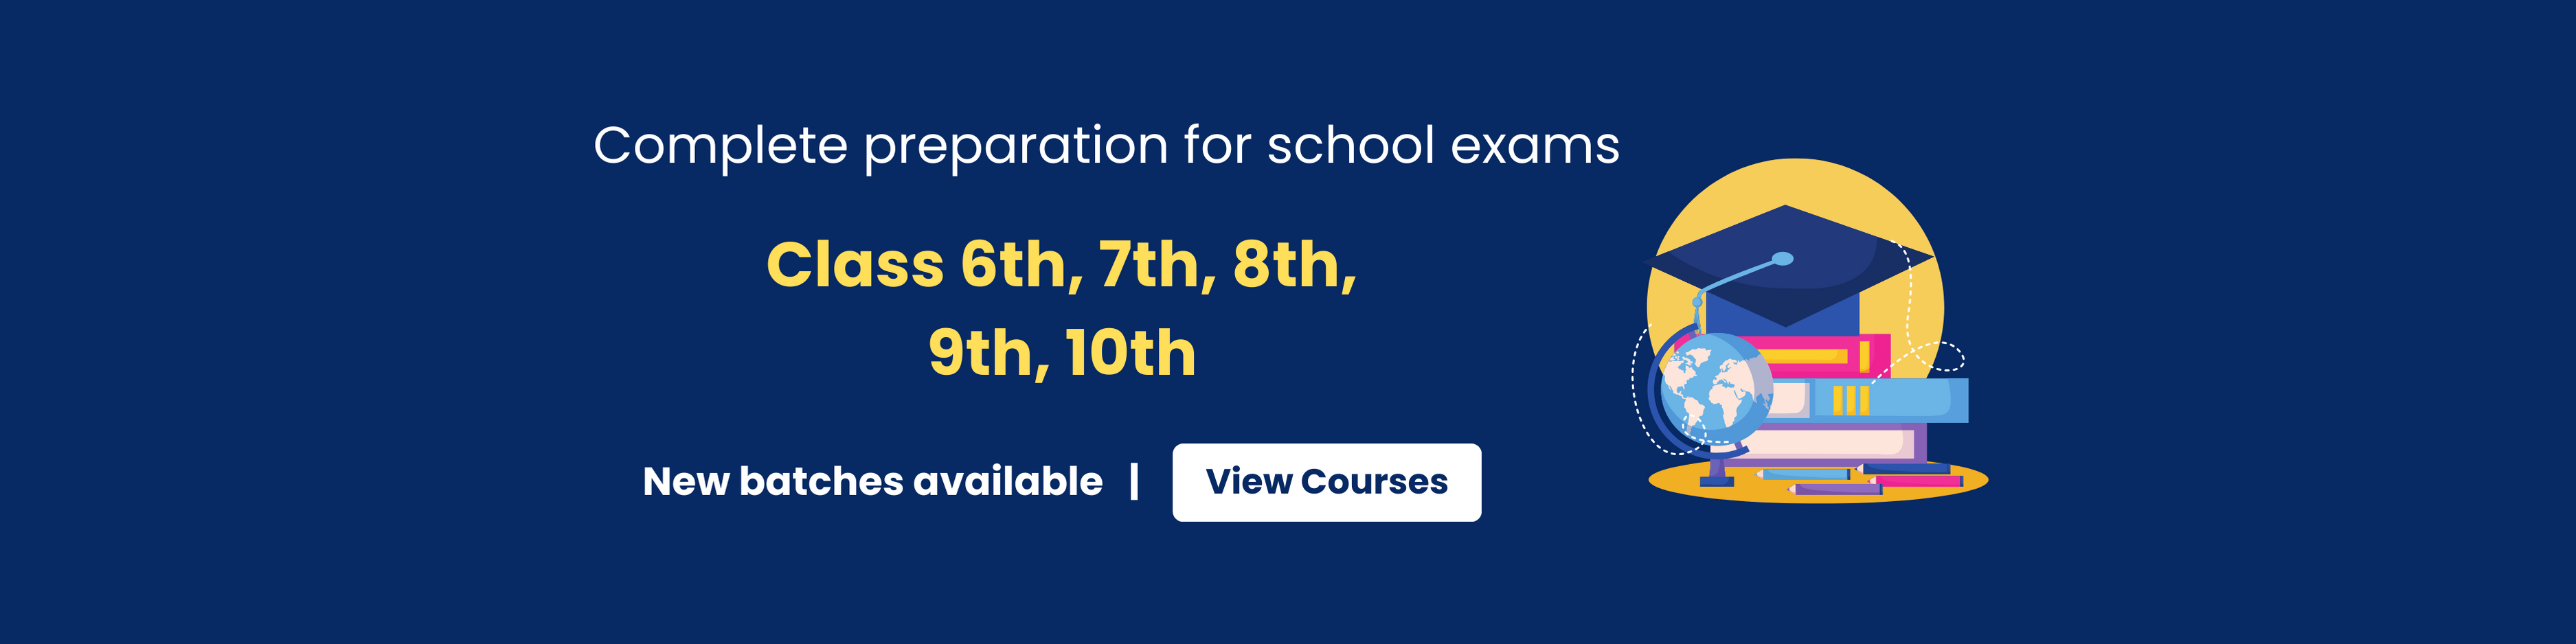 Complete preparation for school exams
Class 6th, 7th, 8th,
9th, 10th
New batches available | View Courses